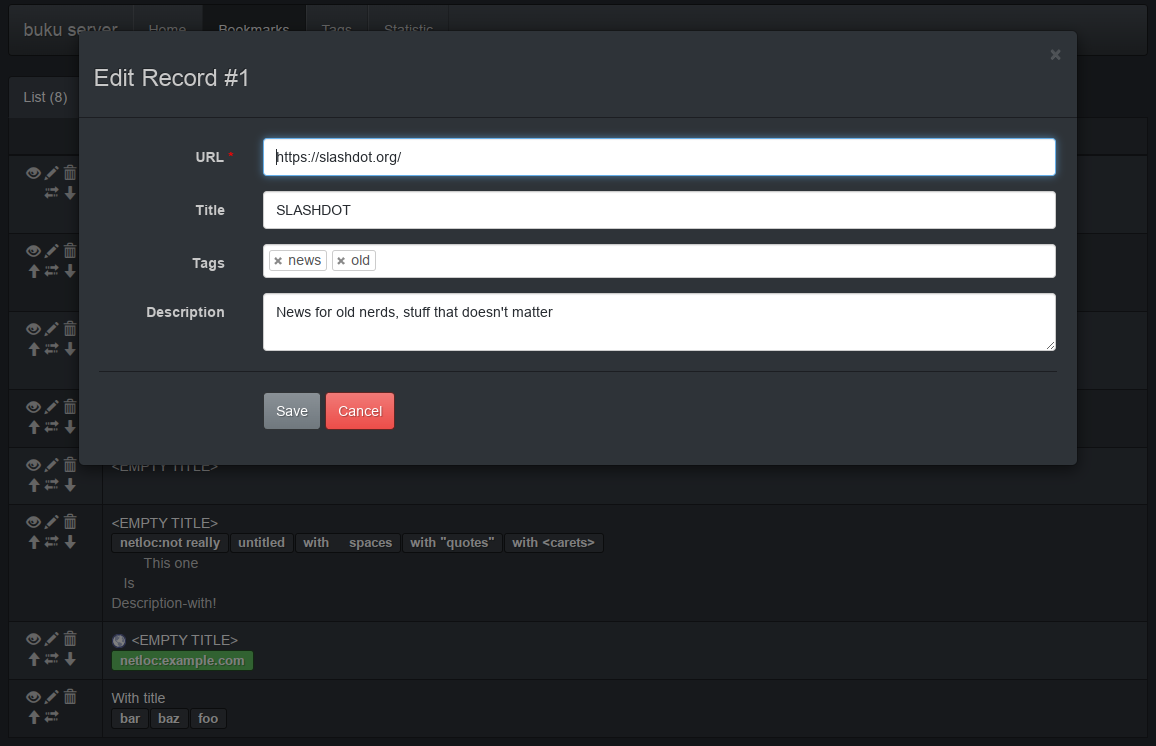 buku server Home Bookmarks Tags Statistic
×
Edit Record #1
List (8)
URL * https://slashdot.org/
Title SLASHDOT
Tags × news × old
Description News for old nerds, stuff that doesn't matter
Save Cancel
<EMPTY TITLE>
<EMPTY TITLE>
netloc:not really untitled with     spaces with "quotes" with <carets>
This one
Is
Description-with!
<EMPTY TITLE>
netloc:example.com
With title
bar baz foo